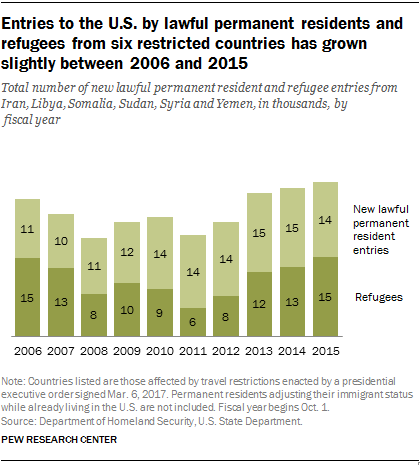 Entries to the U.S. by lawful permanent residents and
refugees from six restricted countries has grown
slightly between 2006 and 2015
Total number of new lawful permanent resident and refugee entries from
Iran, Libya, Somalia, Sudan, Syria and Yemen, in thousands, by
fiscal year
11 10 11 12 14 14 14 15 15 14
New lawful
permanent
resident
entries
15 13 8 10 9 6 8 12 13 15
Refugees
2006 2007 2008 2009 2010 2011 2012 2013 2014 2015
Note: Countries listed are those affected by travel restrictions enacted by a presidential
executive order signed Mar. 6, 2017. Permanent residents adjusting their immigrant status
while already living in the U.S. are not included. Fiscal year begins Oct. 1.
Source: Department of Homeland Security, U.S. State Department.
PEW RESEARCH CENTER